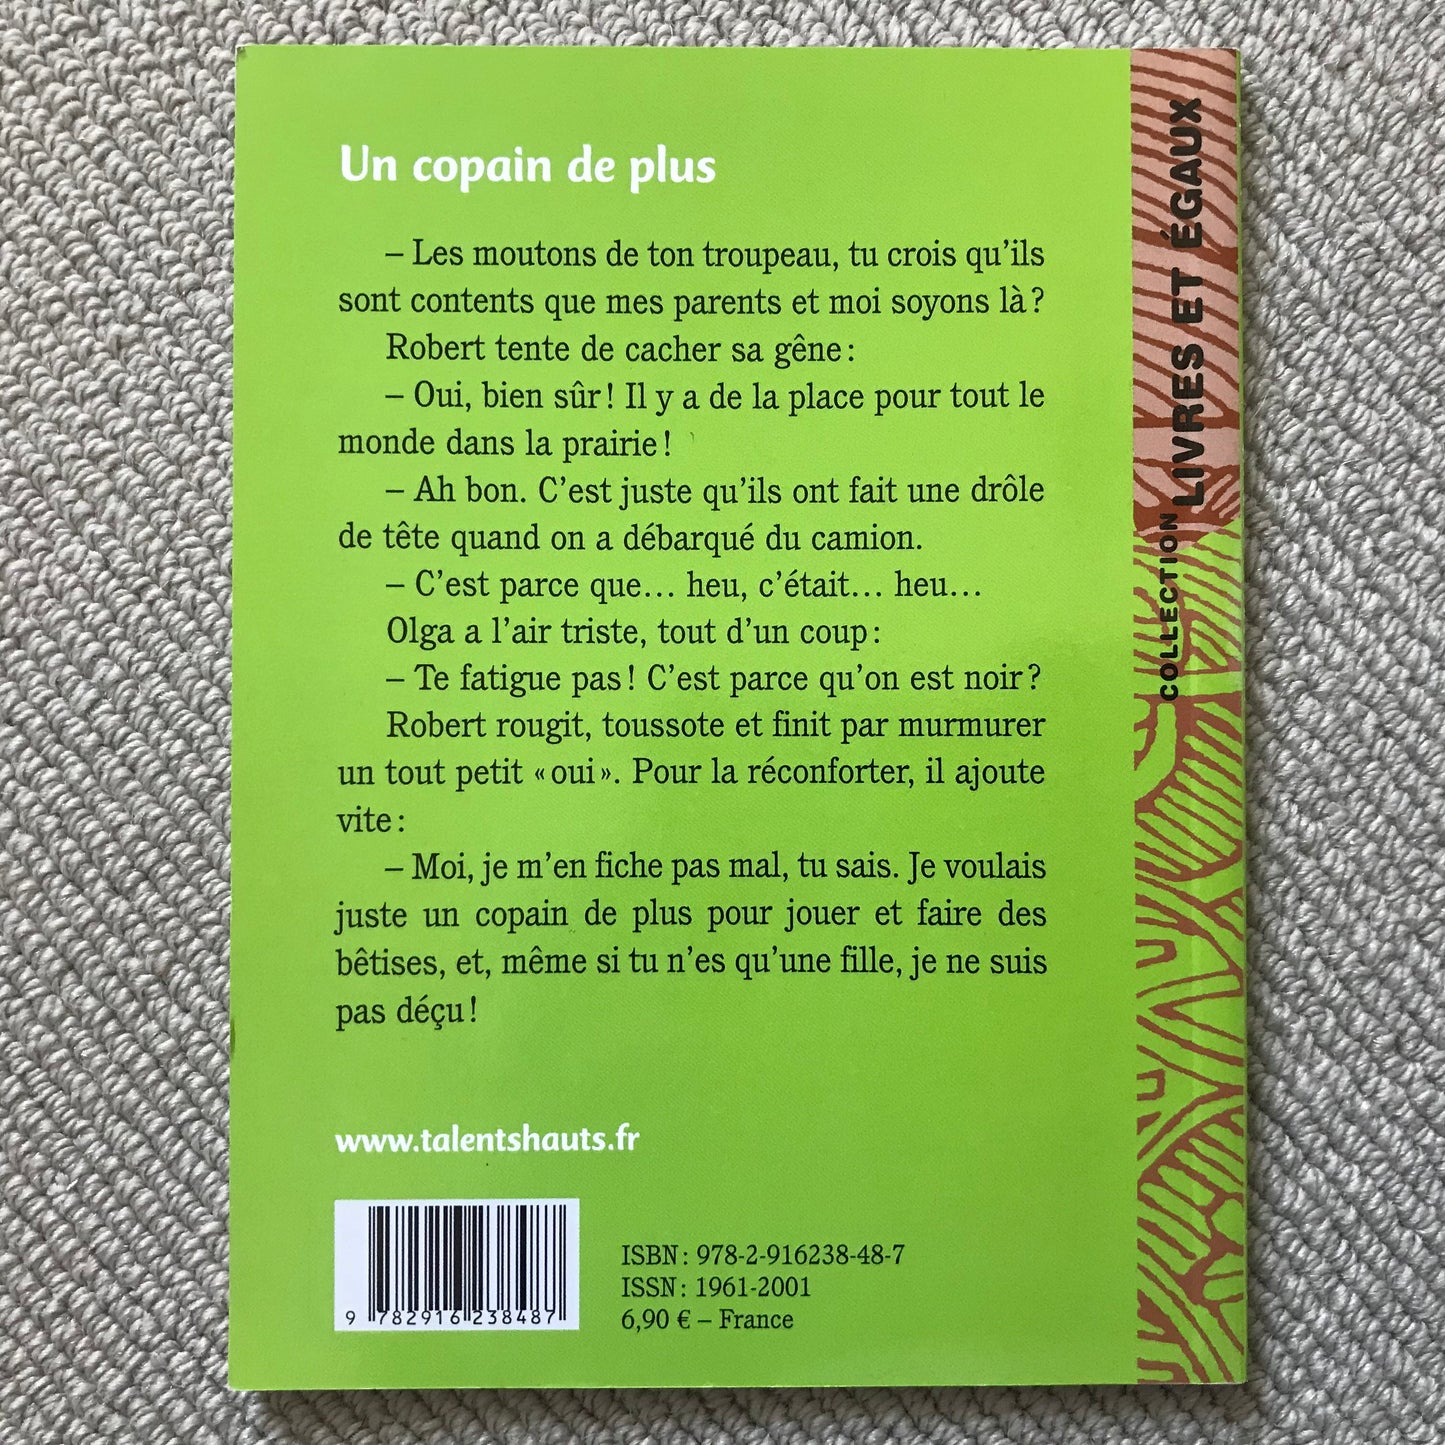 Un copain de plus
– Les moutons de ton troupeau, tu crois qu'ils
sont contents que mes parents et moi soyons là ?
Robert tente de cacher sa gêne :
– Oui, bien sûr ! Il y a de la place pour tout le
monde dans la prairie !
– Ah bon. C'est juste qu'ils ont fait une drôle
de tête quand on a débarqué du camion.
– C'est parce que… heu, c'était… heu…
Olga a l'air triste, tout d'un coup :
– Te fatigue pas ! C'est parce qu'on est noir ?
Robert rougit, toussote et finit par murmurer
un tout petit « oui ». Pour la réconforter, il ajoute
vite :
– Moi, je m'en fiche pas mal, tu sais. Je voulais
juste un copain de plus pour jouer et faire des
bêtises, et, même si tu n'es qu'une fille, je ne suis
pas déçu !
www.talentshauts.fr
9 782916 238487
ISBN : 978-2-916238-48-7
ISSN : 1961-2001
6,90 € – France
COLLECTION LIVRES ET ÉGAUX